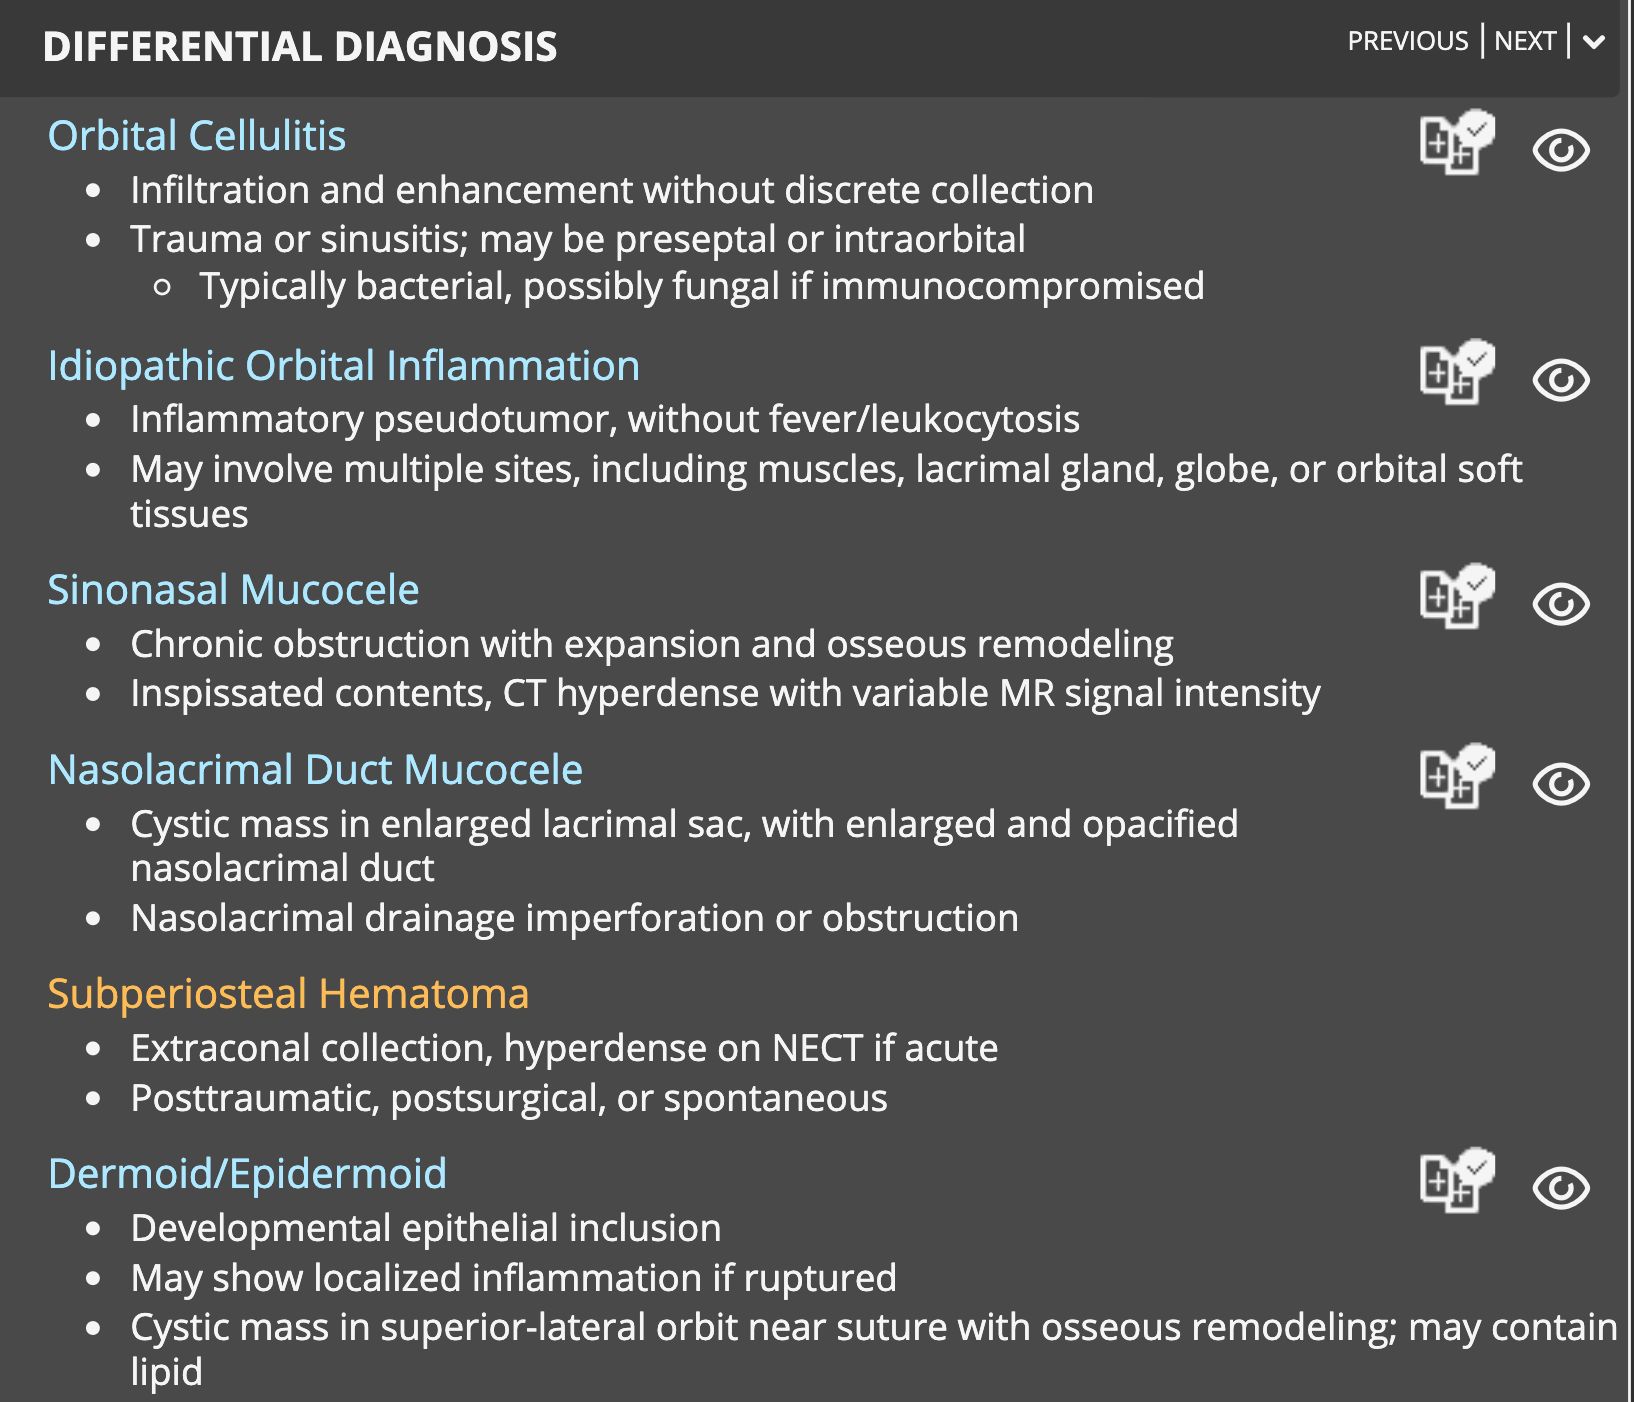 DIFFERENTIAL DIAGNOSIS
PREVIOUS | NEXT |
Orbital Cellulitis
• Infiltration and enhancement without discrete collection
• Trauma or sinusitis; may be preseptal or intraorbital
○ Typically bacterial, possibly fungal if immunocompromised
Idiopathic Orbital Inflammation
• Inflammatory pseudotumor, without fever/leukocytosis
• May involve multiple sites, including muscles, lacrimal gland, globe, or orbital soft
tissues
Sinonasal Mucocele
• Chronic obstruction with expansion and osseous remodeling
• Inspissated contents, CT hyperdense with variable MR signal intensity
Nasolacrimal Duct Mucocele
• Cystic mass in enlarged lacrimal sac, with enlarged and opacified
nasolacrimal duct
• Nasolacrimal drainage imperforation or obstruction
Subperiosteal Hematoma
• Extraconal collection, hyperdense on NECT if acute
• Posttraumatic, postsurgical, or spontaneous
Dermoid/Epidermoid
• Developmental epithelial inclusion
• May show localized inflammation if ruptured
• Cystic mass in superior-lateral orbit near suture with osseous remodeling; may contain
lipid